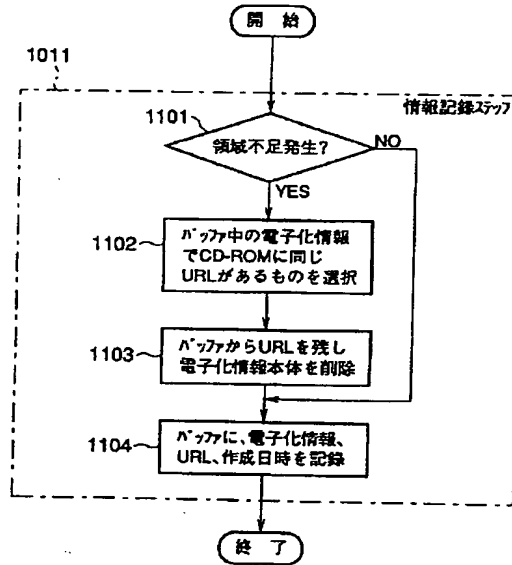 開 始
1011
情報記録ステップ
1101
領域不足発生?
NO
YES
1102
バッファ中の電子化情報
でCD-ROMに同じ
URLがあるものを選択
1103
バッファからURLを残し
電子化情報本体を削除
1104
バッファに、電子化情報、
URL、作成日時を記録
終 了